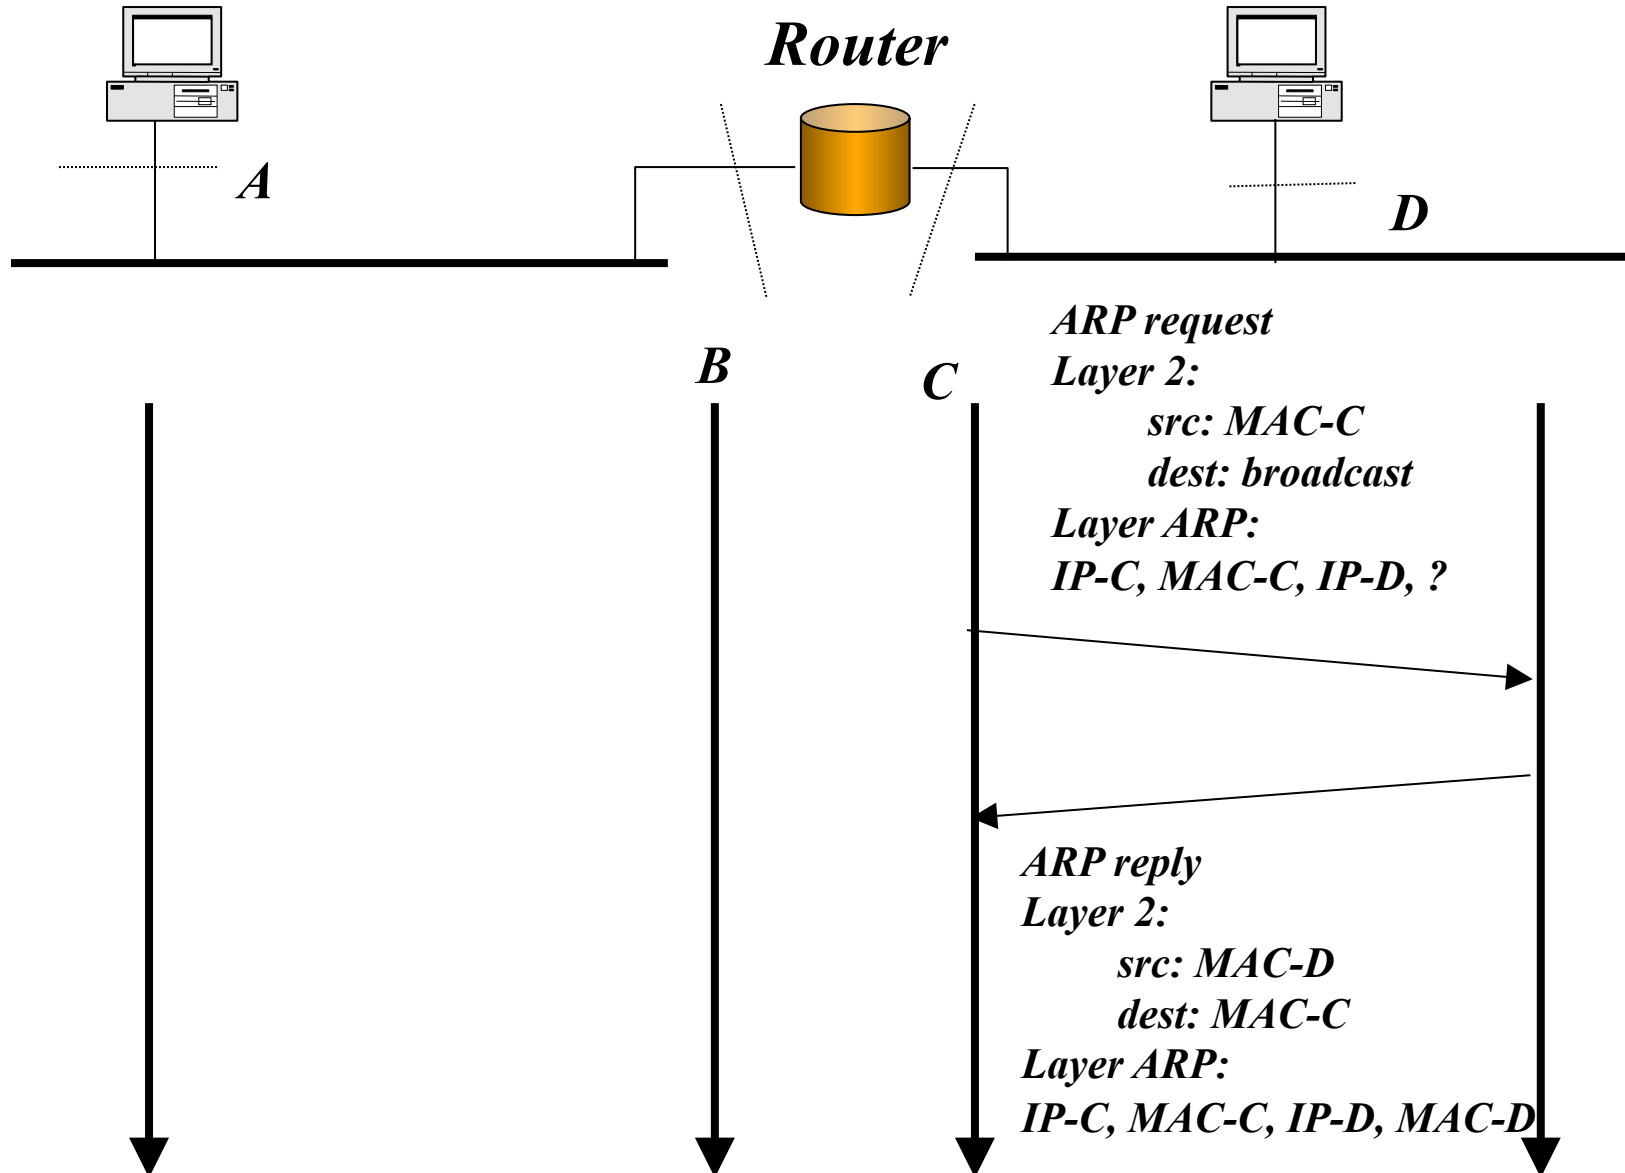 Router
A
D
B
C
ARP request
Layer 2:
src: MAC-C
dest: broadcast
Layer ARP:
IP-C, MAC-C, IP-D, ?
ARP reply
Layer 2:
src: MAC-D
dest: MAC-C
Layer ARP:
IP-C, MAC-C, IP-D, MAC-D